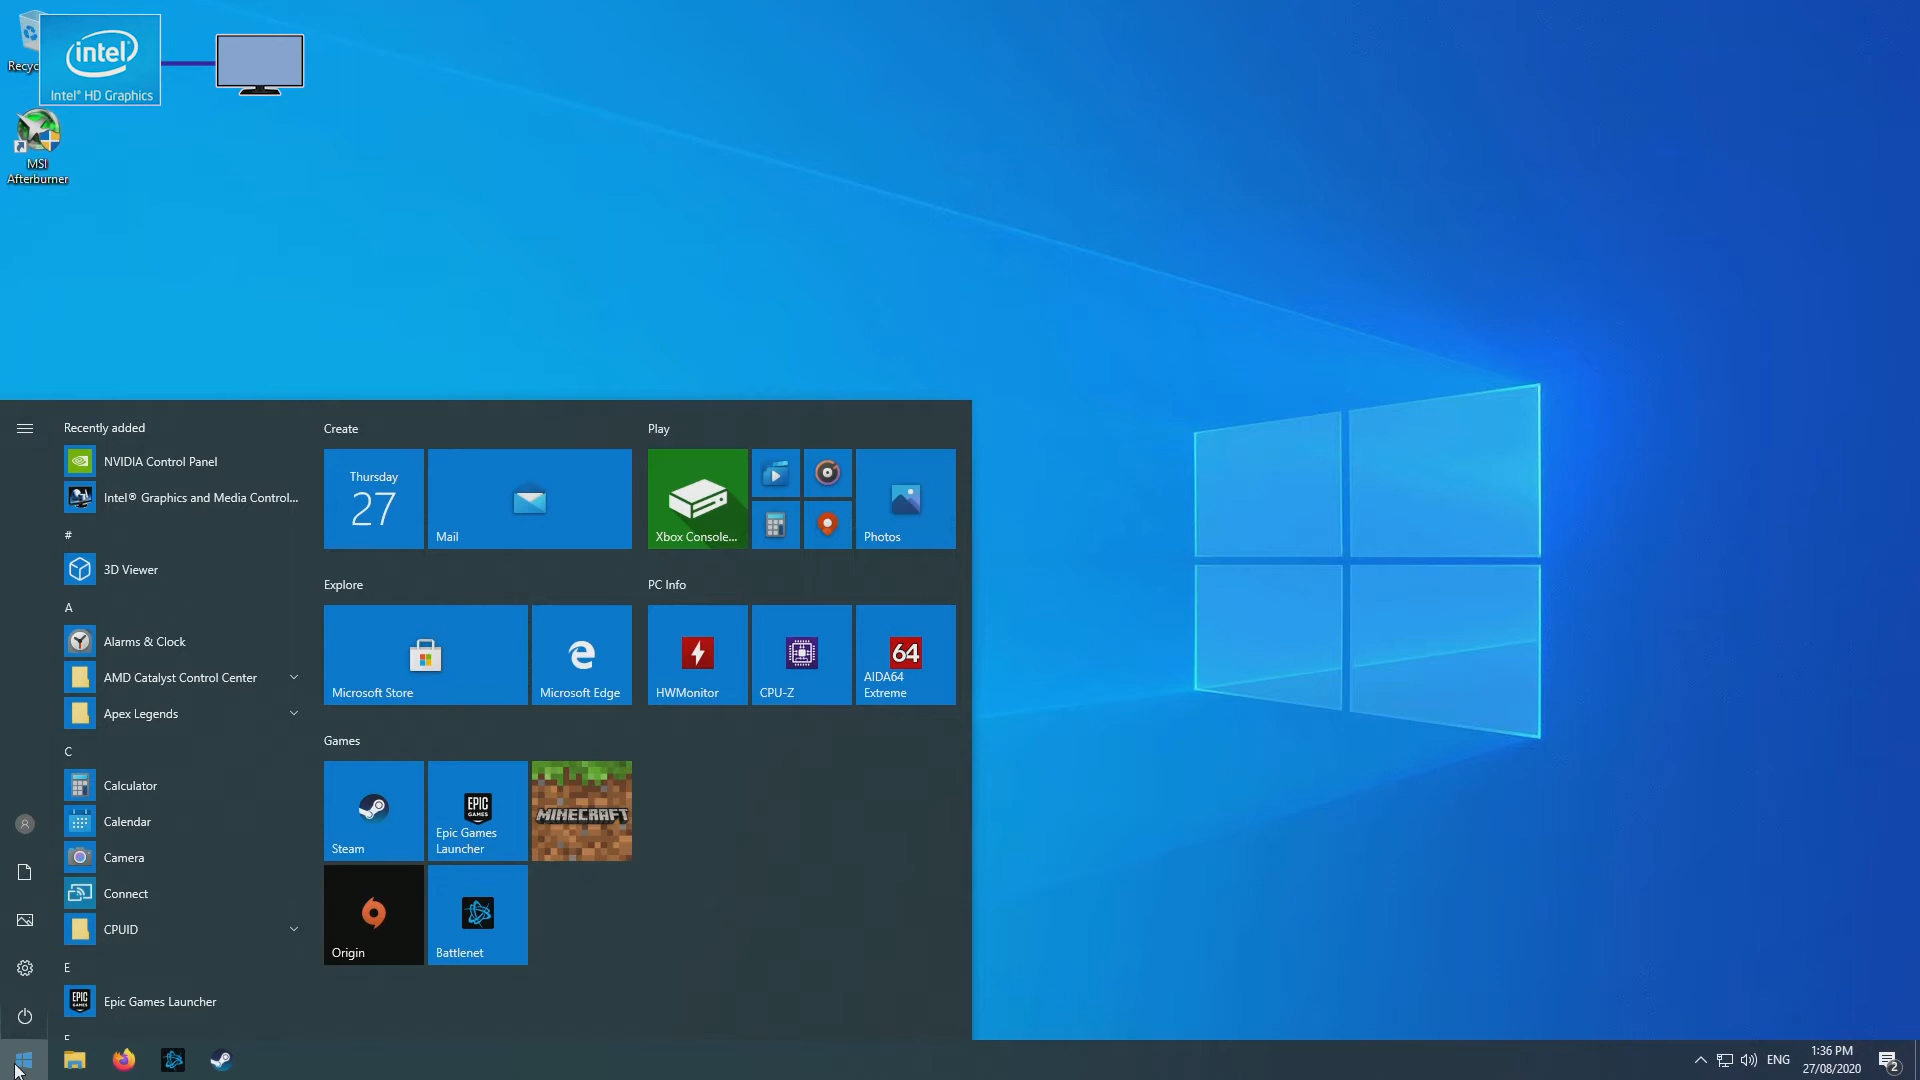 Recyc
intel
Intel® HD Graphics
MSI
Afterburner
Recently added
NVIDIA Control Panel
Intel® Graphics and Media Control...
#
3D Viewer
A
Alarms & Clock
AMD Catalyst Control Center
Apex Legends
C
Calculator
Calendar
Camera
Connect
CPUID
E
EPIC
GAMES
Epic Games Launcher
Create
Thursday
27
Mail
Play
Xbox Console...
Photos
Explore
Microsoft Store
Microsoft Edge
PC Info
HWMonitor
CPU-Z
64
AIDA64
Extreme
Games
Steam
EPIC
GAMES
Epic Games
Launcher
MINECRAFT
Origin
Battlenet
ENG
1:36 PM
27/08/2020
2